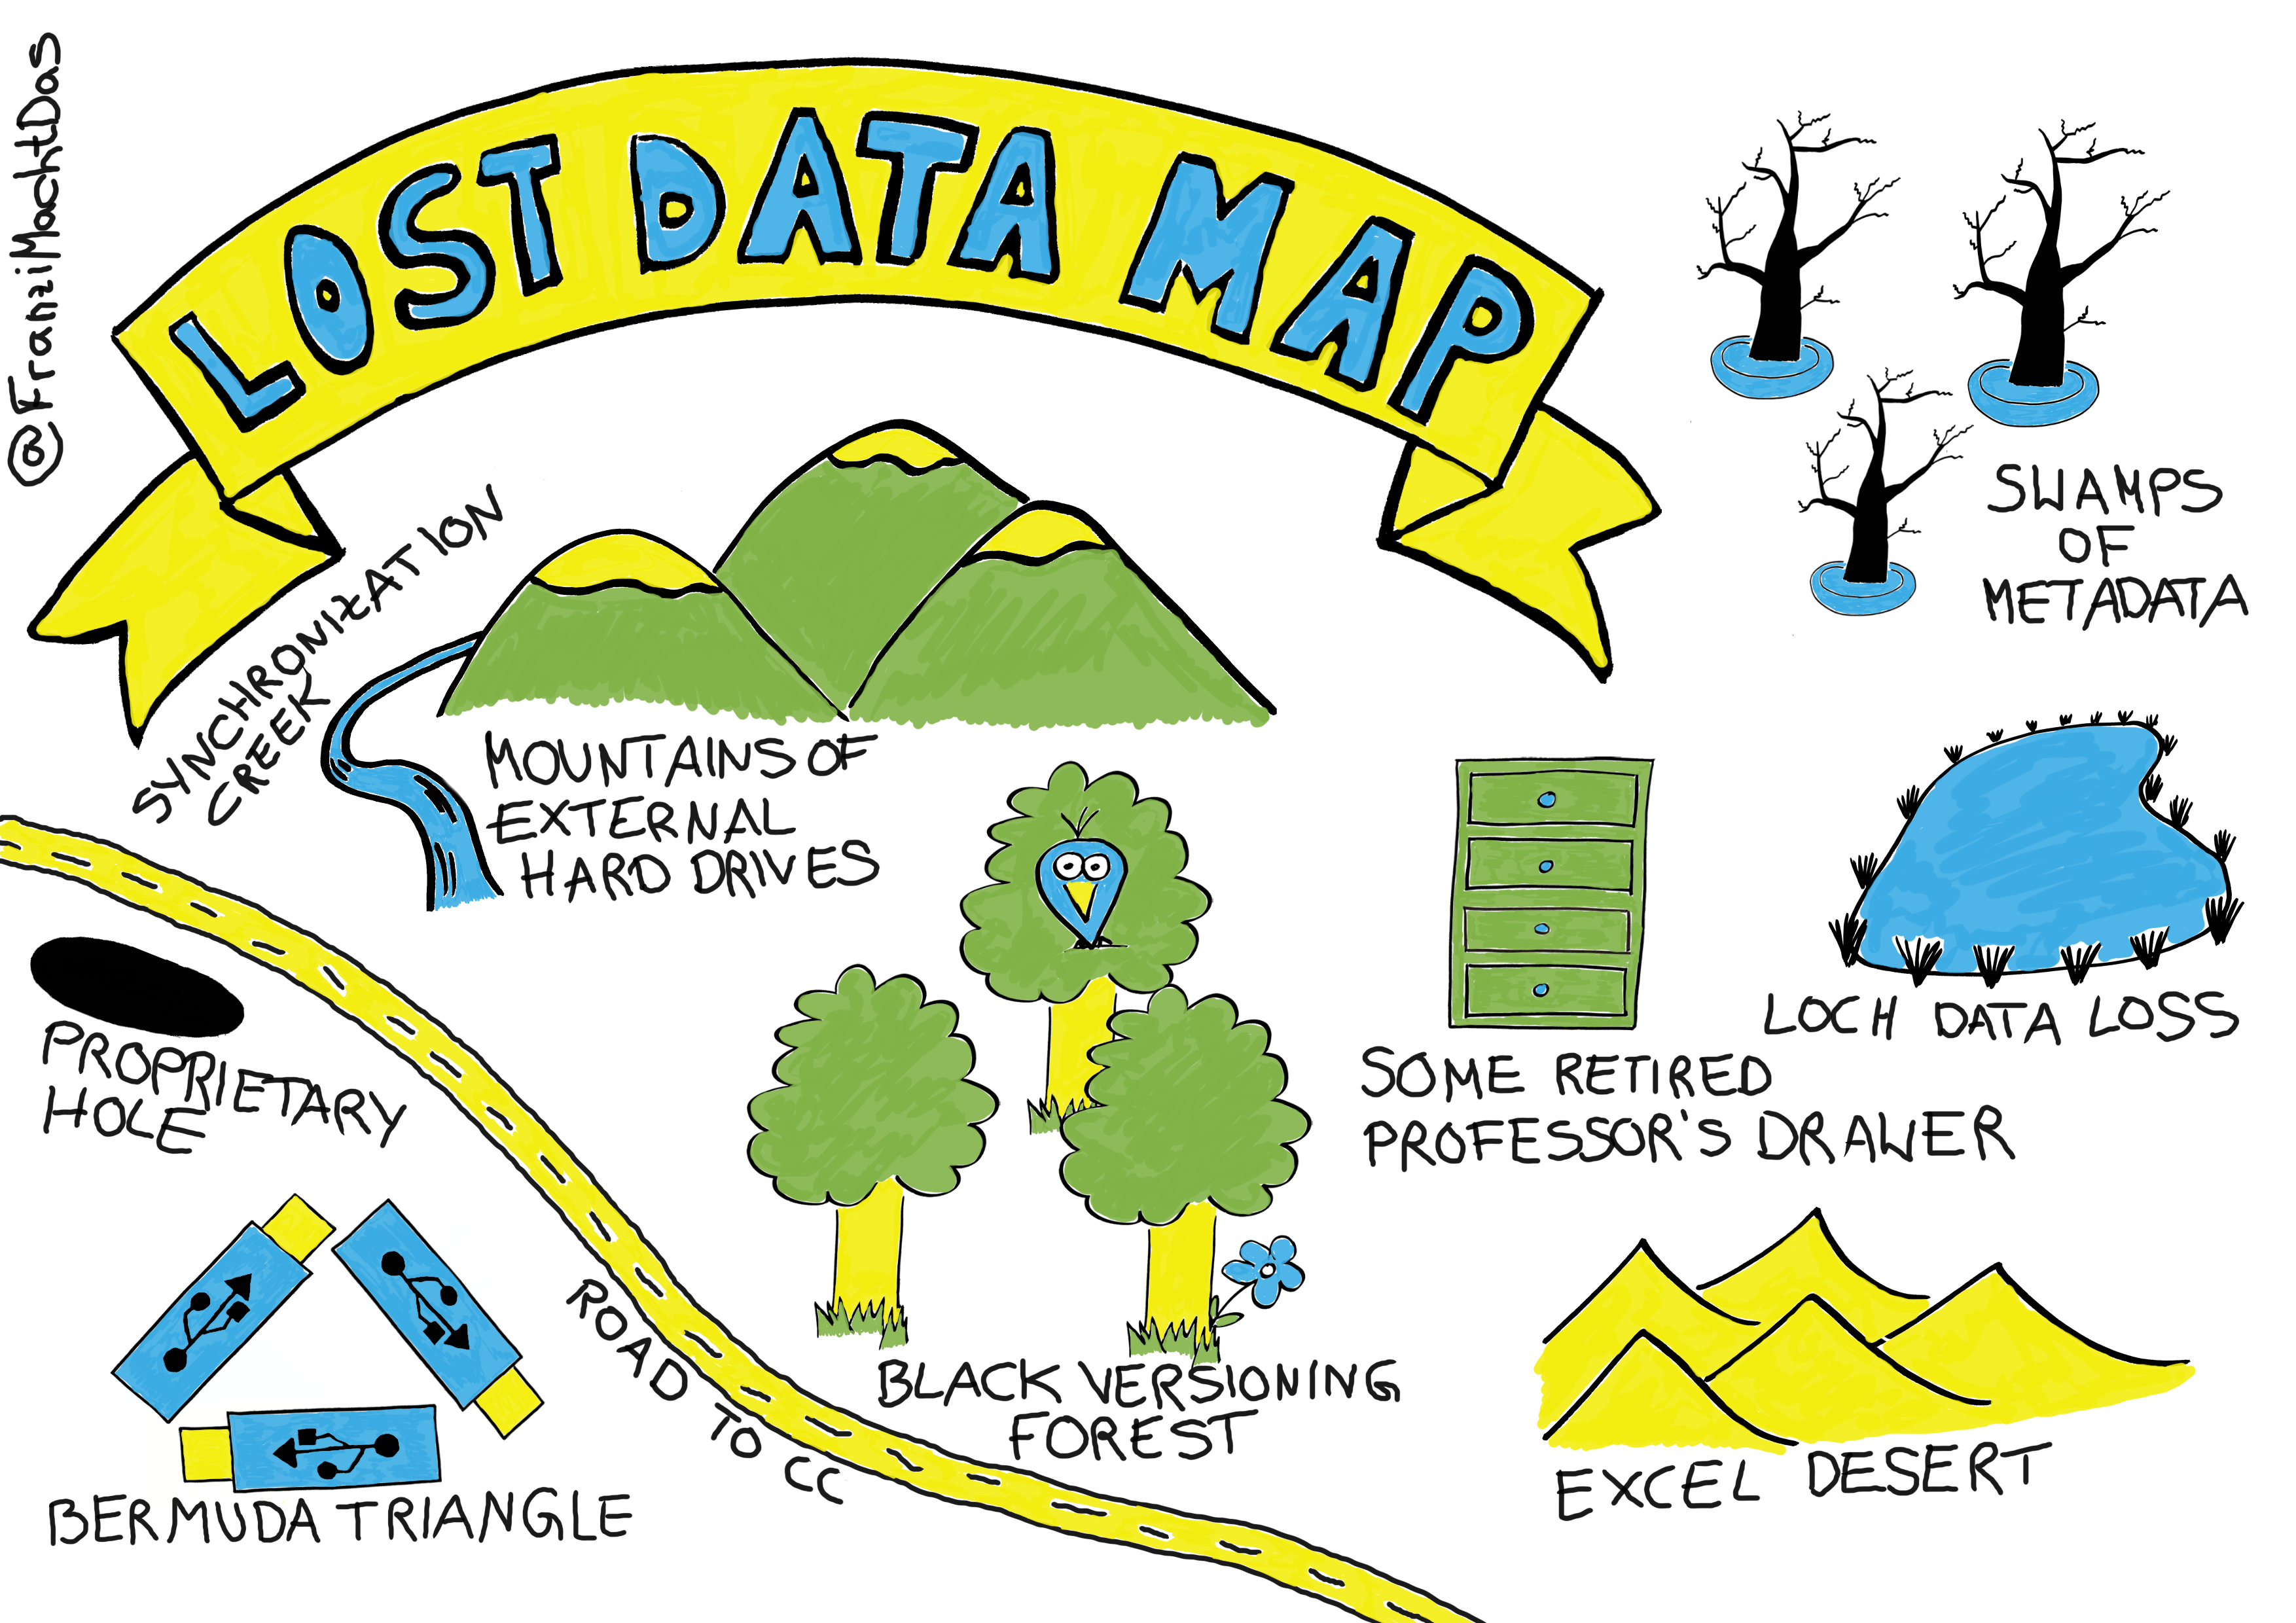 @FranziMachtDas
LOST DATA MAP
SWAMPS
OF
METADATA
SYNCHRONIZATION
CREEK
MOUNTAINS OF
EXTERNAL
HARD DRIVES
LOCH DATA LOSS
SOME RETIRED
PROFESSOR'S DRAWER
PROPRIETARY
HOLE
ROAD TO CC
BLACK VERSIONING
FOREST
EXCEL DESERT
BERMUDA TRIANGLE